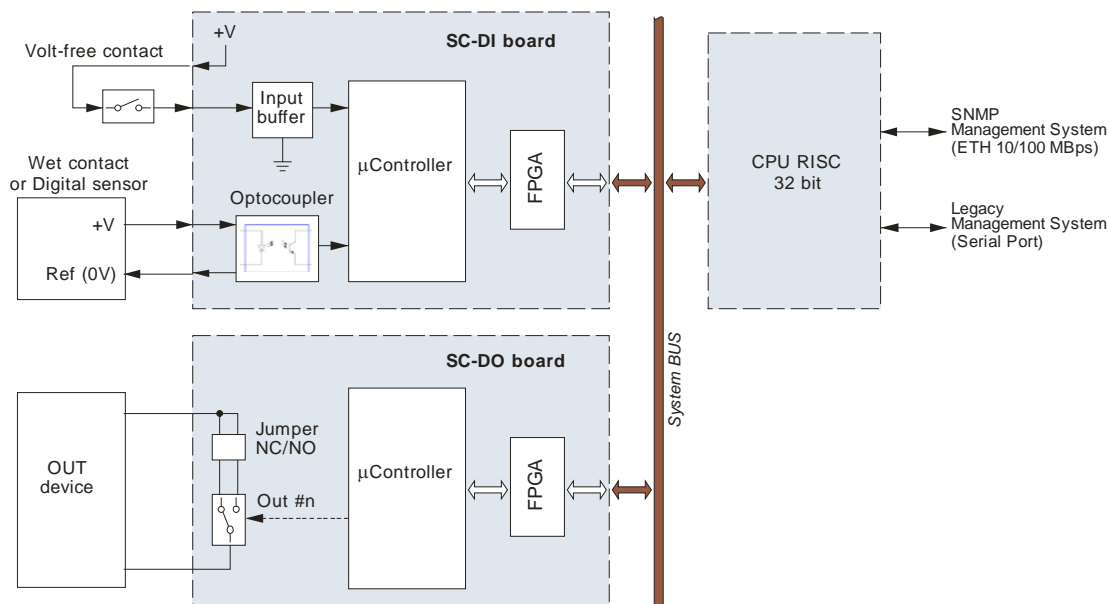 +V
SC-DI board
Volt-free contact
Input
buffer
µController
FPGA
Wet contact
or Digital sensor
+V
Ref (0V)
Optocoupler
CPU RISC
32 bit
SNMP
Management System
(ETH 10/100 MBps)
Legacy
Management System
(Serial Port)
System BUS
SC-DO board
OUT
device
Jumper
NC/NO
Out #n
µController
FPGA